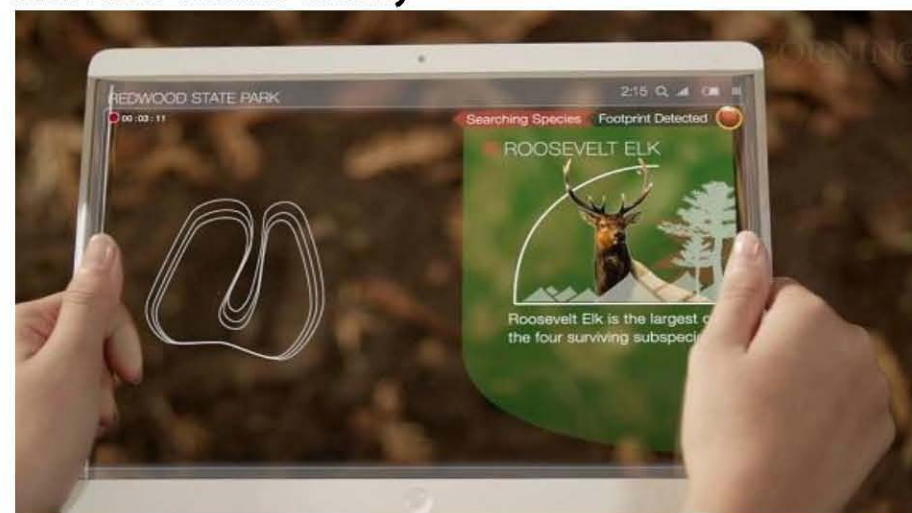 CORNING
REDWOOD STATE PARK
2:15
00:03:11
Searching Species
Footprint Detected
ROOSEVELT ELK
Roosevelt Elk is the largest
the four surviving